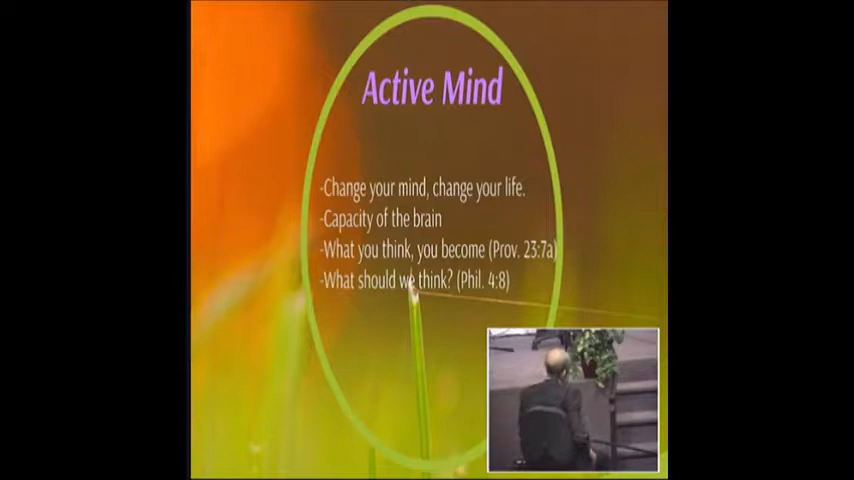 Active Mind
-Change your mind, change your life.
-Capacity of the brain
-What you think, you become (Prov. 23:7a)
-What should we think? (Phil. 4:8)